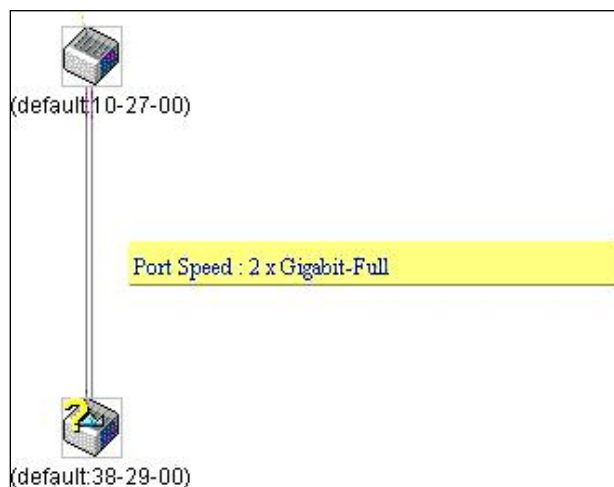 (default:10-27-00)
Port Speed : 2 x Gigabit-Full
(default:38-29-00)